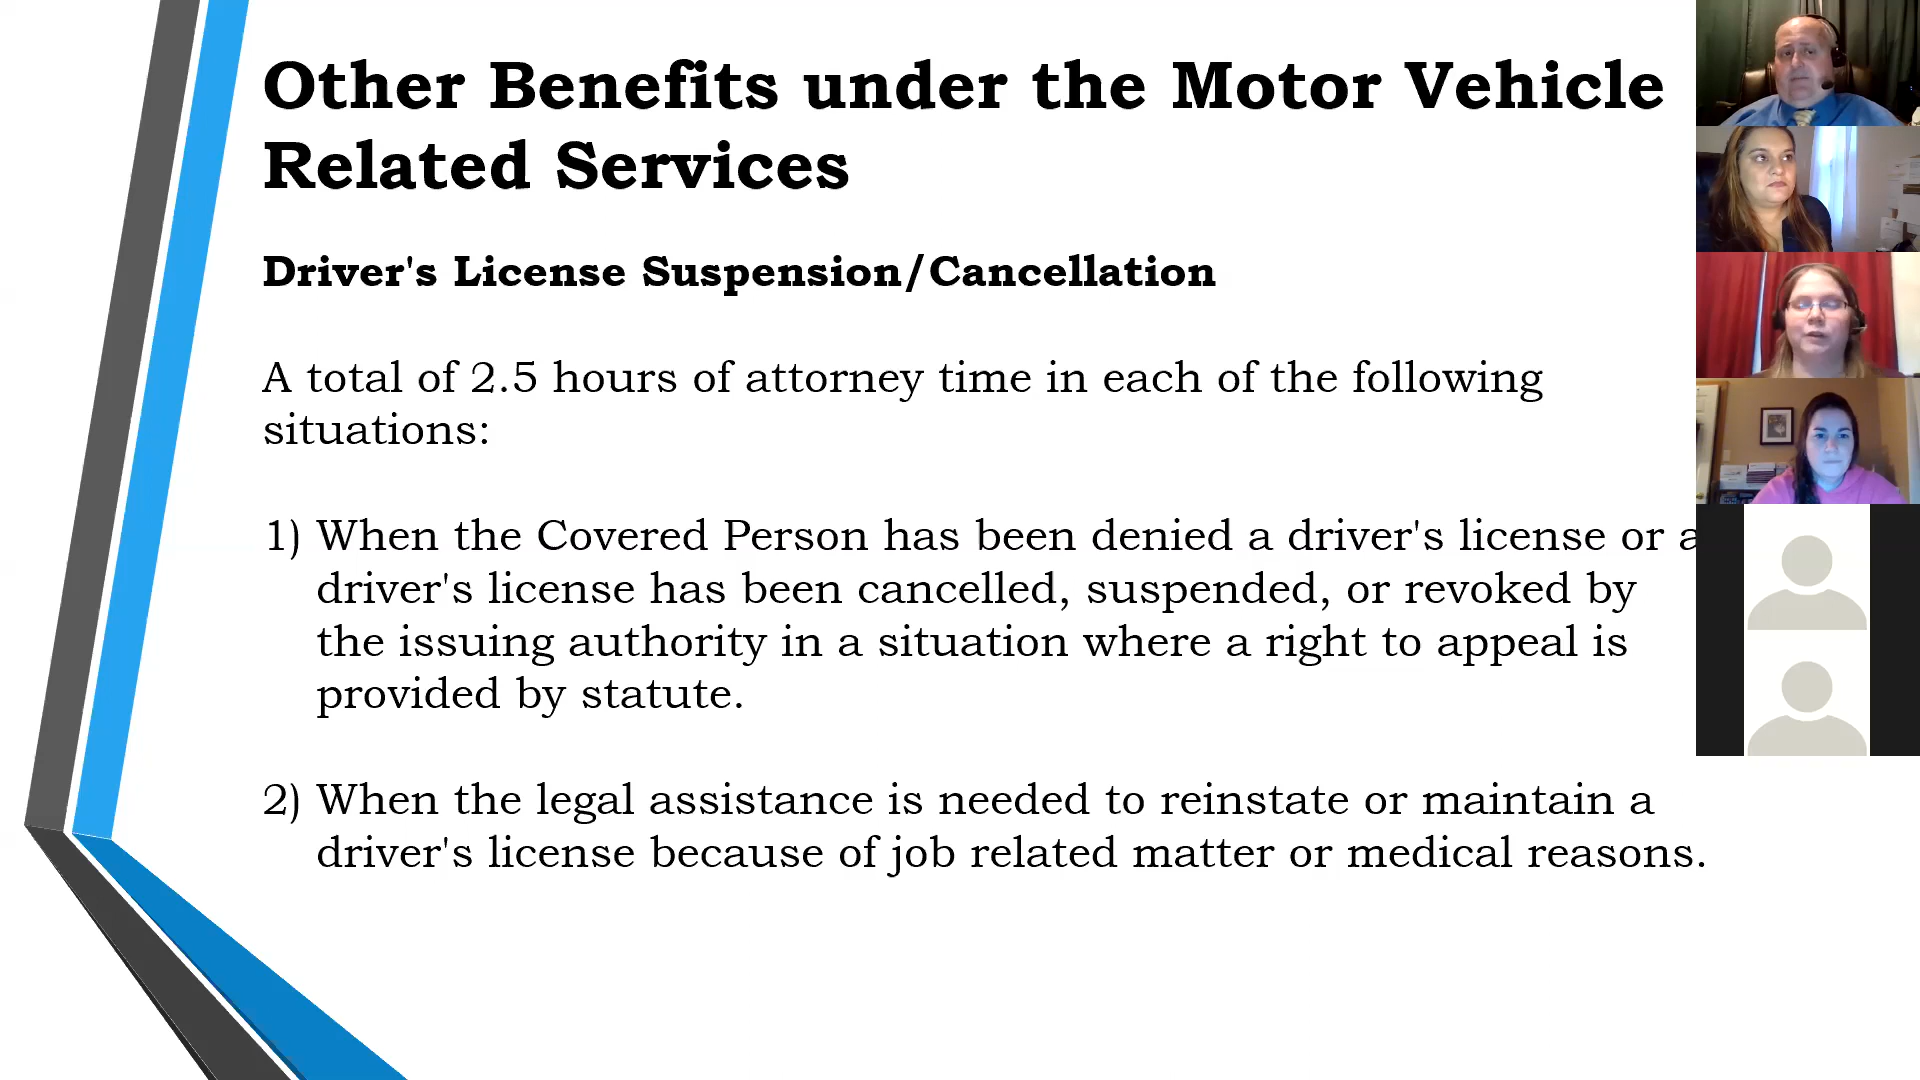 Other Benefits under the Motor Vehicle
Related Services
Driver's License Suspension/Cancellation
A total of 2.5 hours of attorney time in each of the following
situations:
1) When the Covered Person has been denied a driver's license or a
driver's license has been cancelled, suspended, or revoked by
the issuing authority in a situation where a right to appeal is
provided by statute.
2) When the legal assistance is needed to reinstate or maintain a
driver's license because of job related matter or medical reasons.